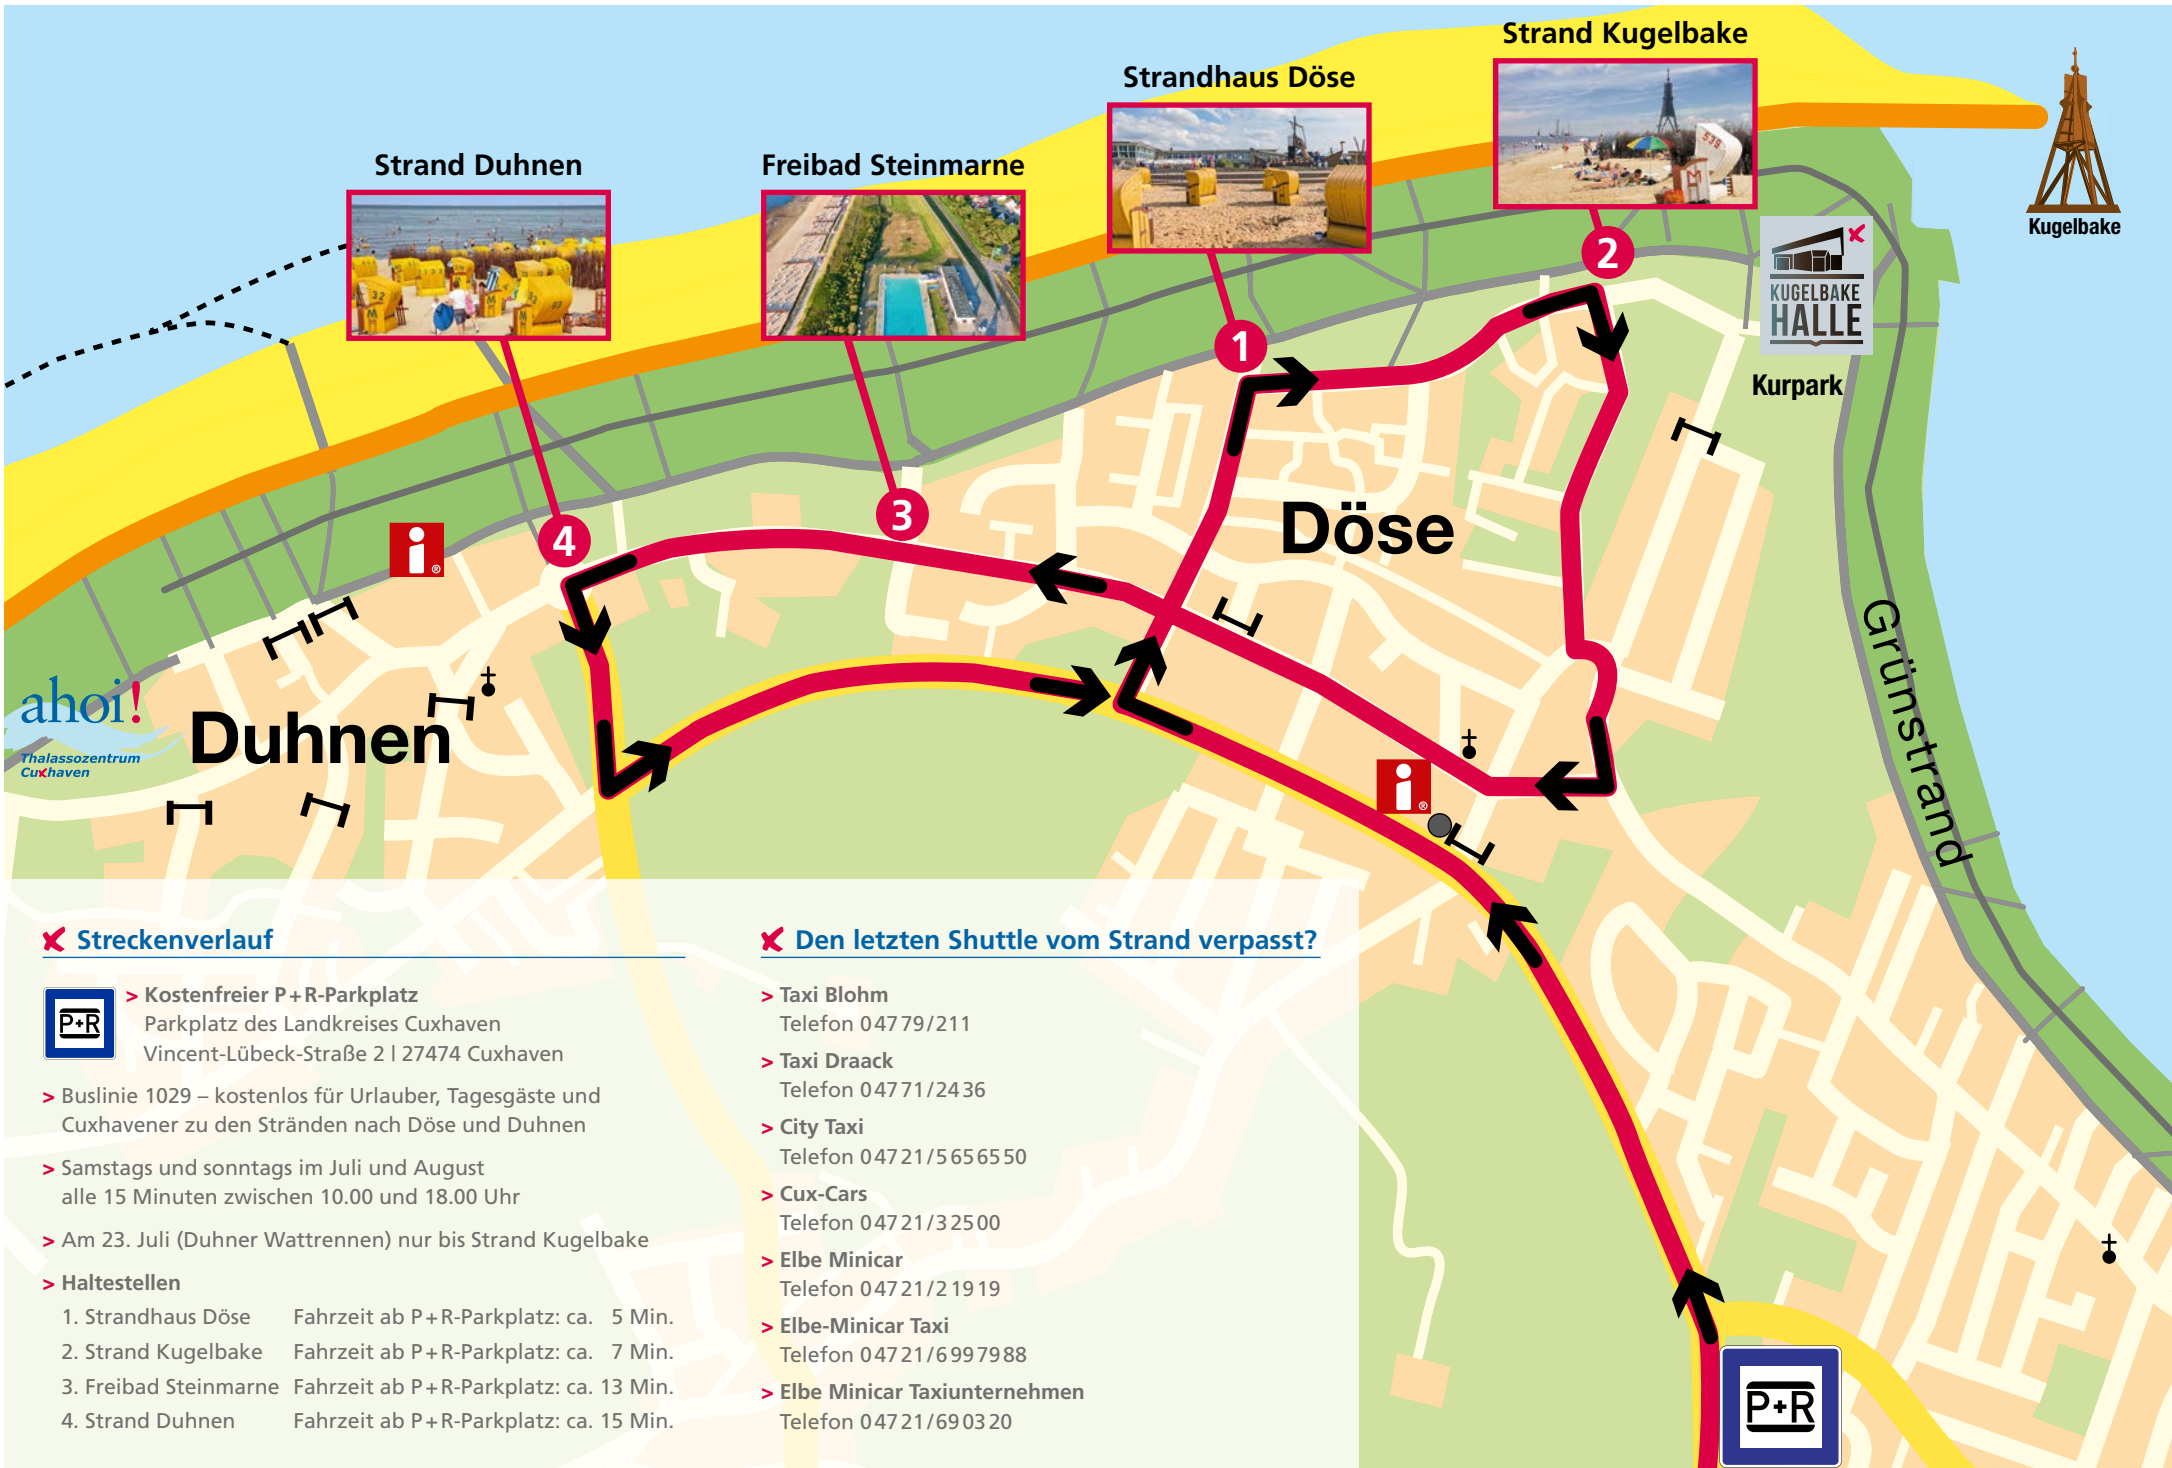 Strand Kugelbake
Strandhaus Döse
Strand Duhnen
Freibad Steinmarne
Kugelbake
KUGELBAKE
HALLE
Kurpark
1
2
3
4
Döse
Duhnen
Grünstrand
ahoi!
Thalassozentrum
Cuxhaven
i®
i®
Streckenverlauf
P+R
> Kostenfreier P+R-Parkplatz
Parkplatz des Landkreises Cuxhaven
Vincent-Lübeck-Straße 2 | 27474 Cuxhaven
> Buslinie 1029 – kostenlos für Urlauber, Tagesgäste und
Cuxhavener zu den Stränden nach Döse und Duhnen
> Samstags und sonntags im Juli und August
alle 15 Minuten zwischen 10.00 und 18.00 Uhr
> Am 23. Juli (Duhner Wattrennen) nur bis Strand Kugelbake
> Haltestellen
1. Strandhaus Döse Fahrzeit ab P+R-Parkplatz: ca. 5 Min.
2. Strand Kugelbake Fahrzeit ab P+R-Parkplatz: ca. 7 Min.
3. Freibad Steinmarne Fahrzeit ab P+R-Parkplatz: ca. 13 Min.
4. Strand Duhnen Fahrzeit ab P+R-Parkplatz: ca. 15 Min.
Den letzten Shuttle vom Strand verpasst?
> Taxi Blohm
Telefon 04779/211
> Taxi Draack
Telefon 04771/2436
> City Taxi
Telefon 04721/5656550
> Cux-Cars
Telefon 04721/32500
> Elbe Minicar
Telefon 04721/21919
> Elbe-Minicar Taxi
Telefon 04721/6997988
> Elbe Minicar Taxiunternehmen
Telefon 04721/690320
P+R